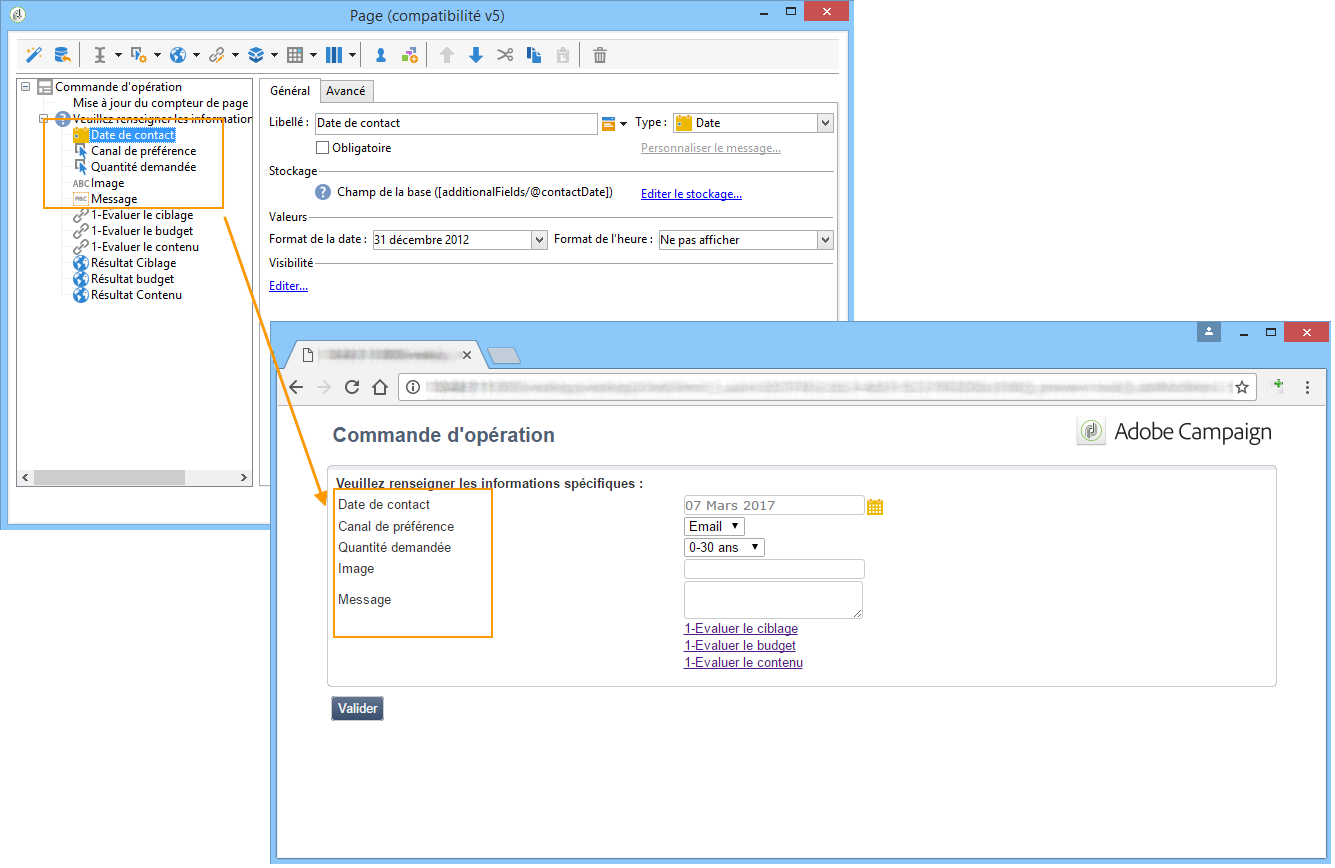 Page (compatibilité v5)
Commande d'opération
Mise à jour du compteur de page
Veuillez renseigner les information
Date de contact
Canal de préférence
Quantité demandée
ABC Image
Message
1-Evaluer le ciblage
1-Evaluer le budget
1-Evaluer le contenu
Résultat Ciblage
Résultat budget
Résultat Contenu
Général Avancé
Libellé : Date de contact Type : Date
Obligatoire Personnaliser le message...
Stockage
Champ de la base ([additionalFields/@contactDate]) Editer le stockage...
Valeurs
Format de la date : 31 décembre 2012 Format de l'heure : Ne pas afficher
Visibilité
Editer...
Commande d'opération
Adobe Campaign
Veuillez renseigner les informations spécifiques :
Date de contact 07 Mars 2017
Canal de préférence Email
Quantité demandée 0-30 ans
Image
Message
1-Evaluer le ciblage
1-Evaluer le budget
1-Evaluer le contenu
Valider